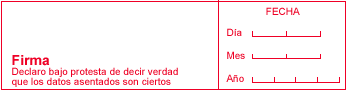 FECHA
Día
Mes
Año
Firma
Declaro bajo protesta de decir verdad
que los datos asentados son ciertos